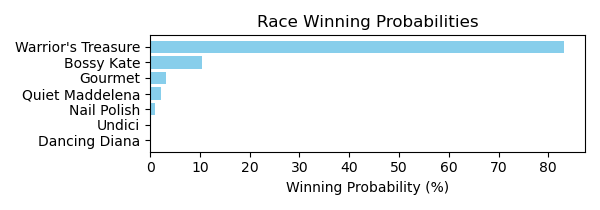 Race Winning Probabilities
Warrior's Treasure
Bossy Kate
Gourmet
Quiet Maddelena
Nail Polish
Undici
Dancing Diana
0 10 20 30 40 50 60 70 80
Winning Probability (%)